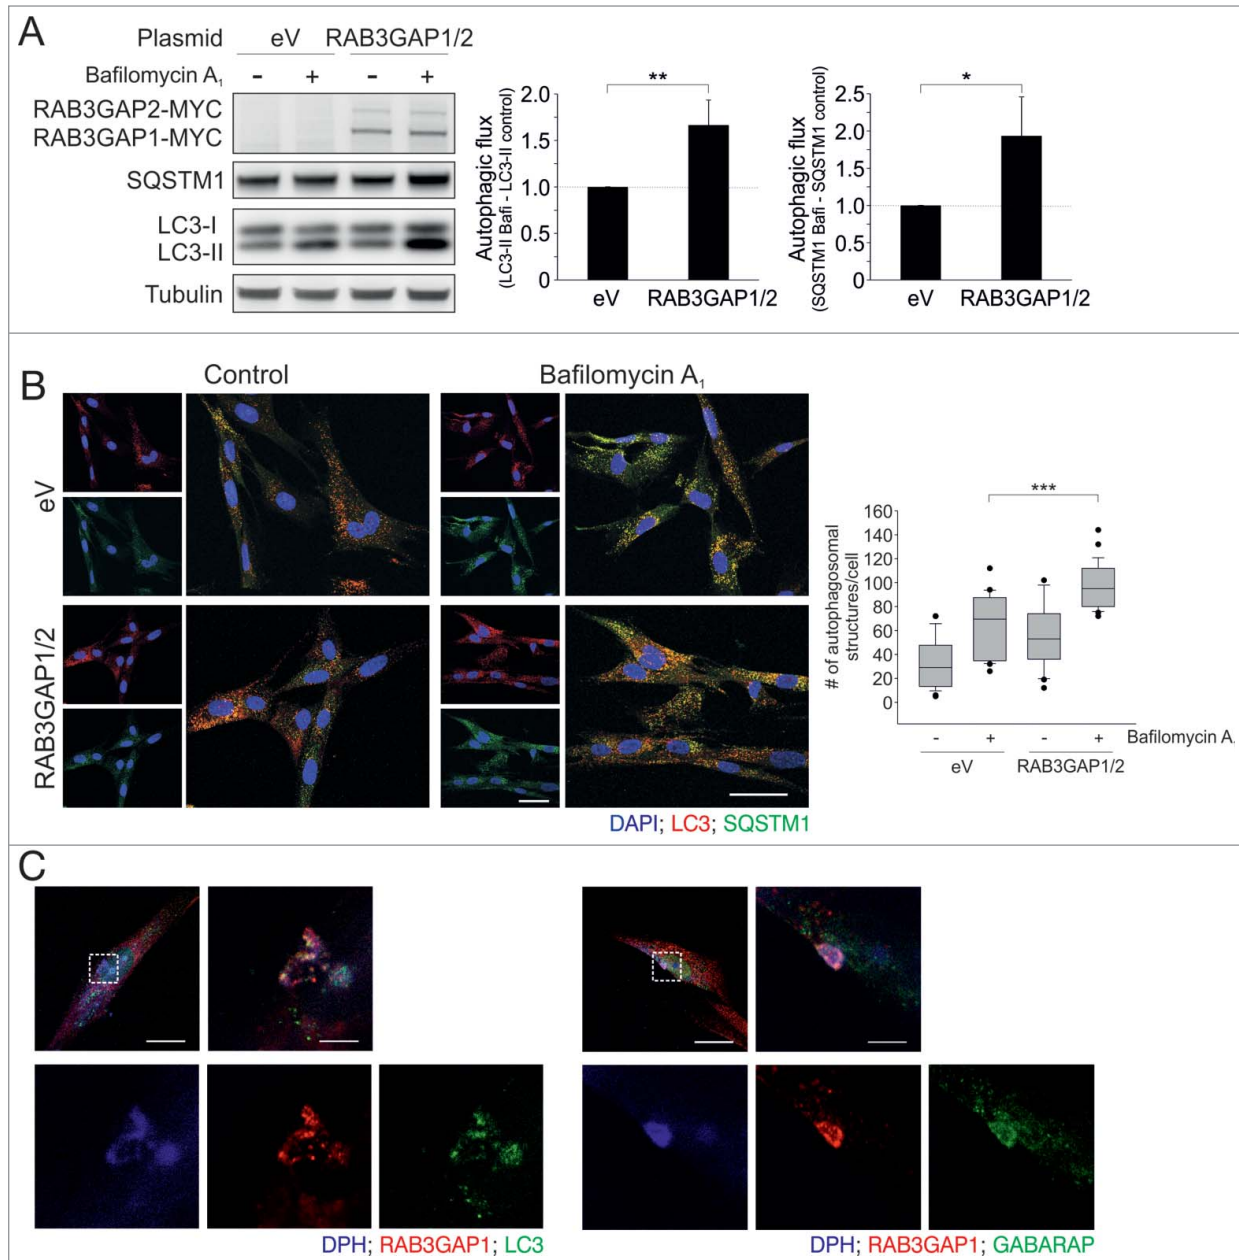 A
Plasmid eV RAB3GAP1/2
Bafilomycin A₁ - + - +
RAB3GAP2-MYC
RAB3GAP1-MYC
SQSTM1
LC3-I
LC3-II
Tubulin
Autophagic flux
(LC3-II Bafi - LC3-II control)
**
2.0
1.5
1.0
0.5
0
eV RAB3GAP1/2
Autophagic flux
(SQSTM1 Bafi - SQSTM1 control)
*
2.5
2.0
1.5
1.0
0.5
0
eV RAB3GAP1/2
B
Control Bafilomycin A₁
eV
RAB3GAP1/2
DAPI; LC3; SQSTM1
# of autophagosomal
structures/cell
***
160
140
120
100
80
60
40
20
0
- + - + Bafilomycin A.
eV RAB3GAP1/2
C
DPH; RAB3GAP1; LC3
DPH; RAB3GAP1; GABARAP